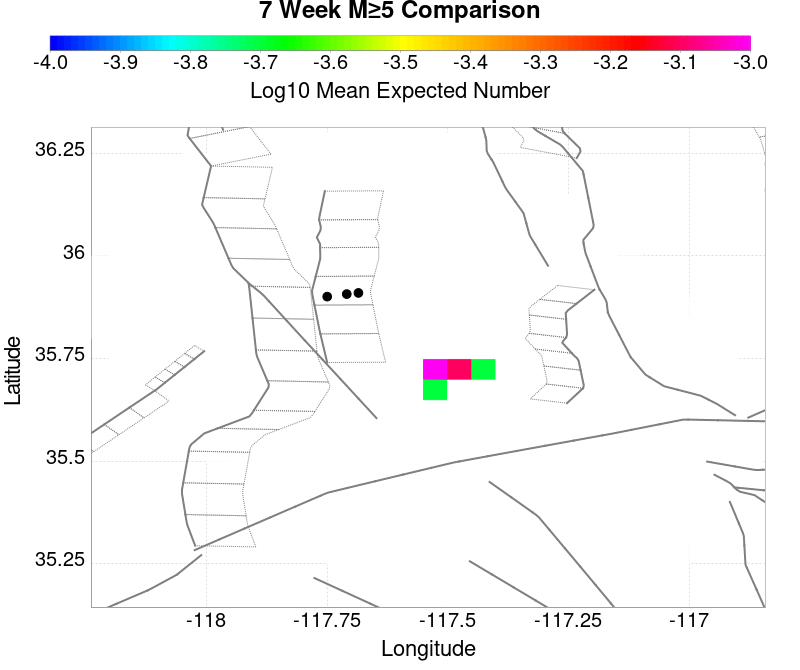 7 Week M≥5 Comparison
-4.0 -3.9 -3.8 -3.7 -3.6 -3.5 -3.4 -3.3 -3.2 -3.1 -3.0
Log10 Mean Expected Number
36.25
36
35.75
35.5
35.25
Latitude
-118 -117.75 -117.5 -117.25 -117
Longitude